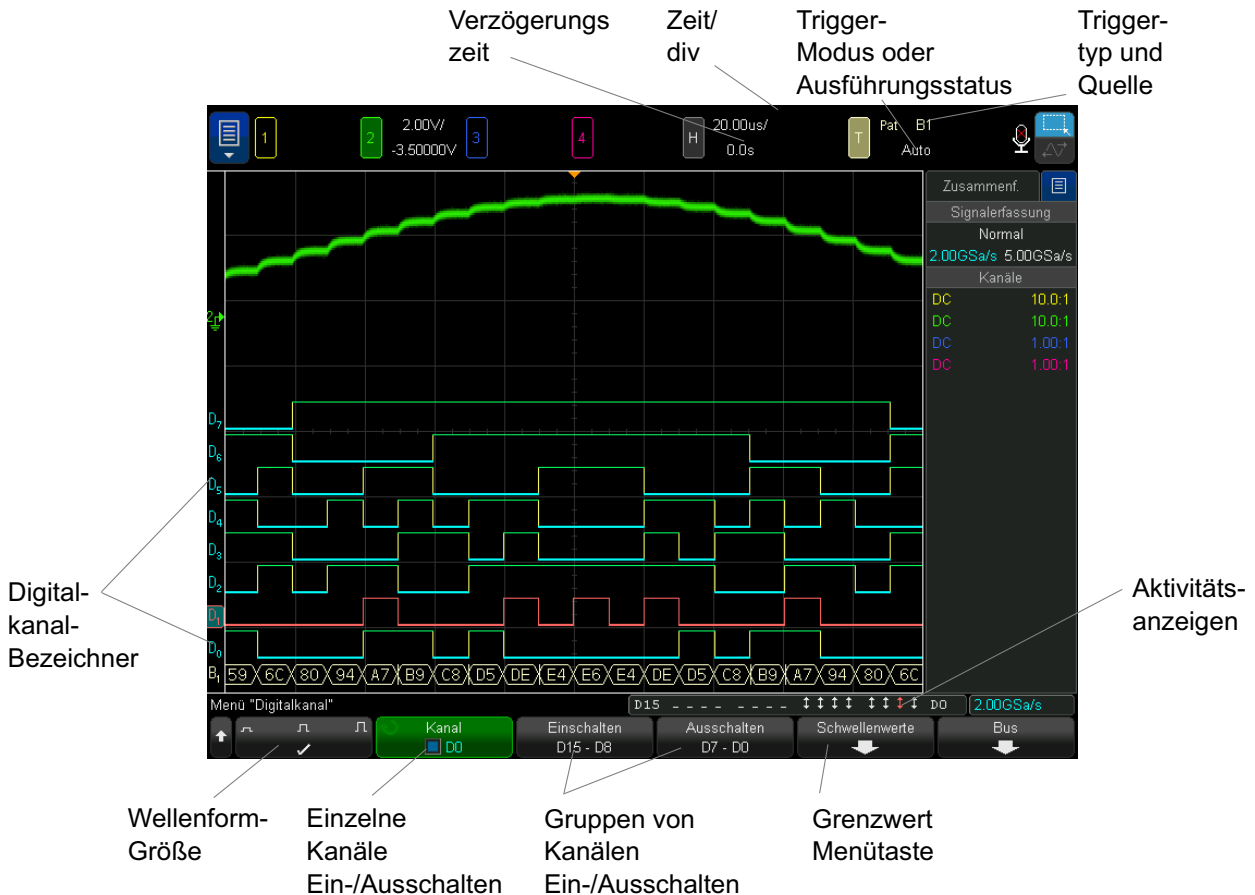 Verzögerungs
zeit
Zeit/
div
Trigger-
Modus oder
Ausführungsstatus
Trigger-
typ und
Quelle
1
2
2.00V/
-3.50000V
3
4
H
20.00us/
0.0s
T
Pat B1
Auto
Zusammenf.
Signalerfassung
Normal
2.00GSa/s 5.00GSa/s
Kanäle
DC 10.0:1
DC 10.0:1
DC 1.00:1
DC 1.00:1
2
D7
D6
D5
D4
D3
D2
D1
D0
B1 59 6C 80 94 A7 B9 C8 D5 DE E4 E6 E4 DE D5 C8 B9 A7 94 80 6C
Digital-
kanal-
Bezeichner
Aktivitäts-
anzeigen
Menü "Digitalkanal"
D15 _ _ _ _ _ _ _ _ ↕ ↕ ↕ ↕ ↕ ↕ ↕ ↕ D0
2.00GSa/s
Kanal
D0
Einschalten
D15 - D8
Ausschalten
D7 - D0
Schwellenwerte
Bus
Wellenform-
Größe
Einzelne
Kanäle
Ein-/Ausschalten
Gruppen von
Kanälen
Ein-/Ausschalten
Grenzwert
Menütaste